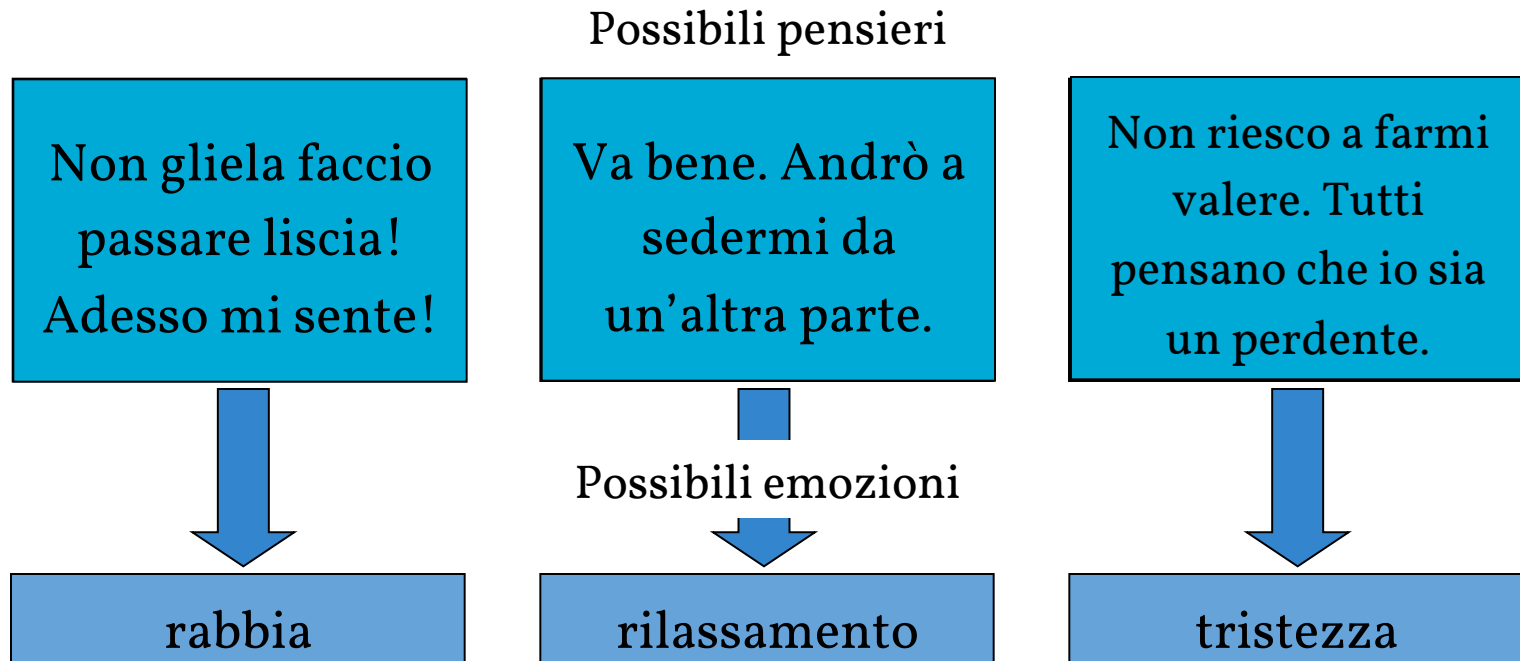 Possibili pensieri
Non gliela faccio
passare liscia!
Adesso mi sente!
Va bene. Andrò a
sedermi da
un’altra parte.
Non riesco a farmi
valere. Tutti
pensano che io sia
un perdente.
Possibili emozioni
rabbia
rilassamento
tristezza